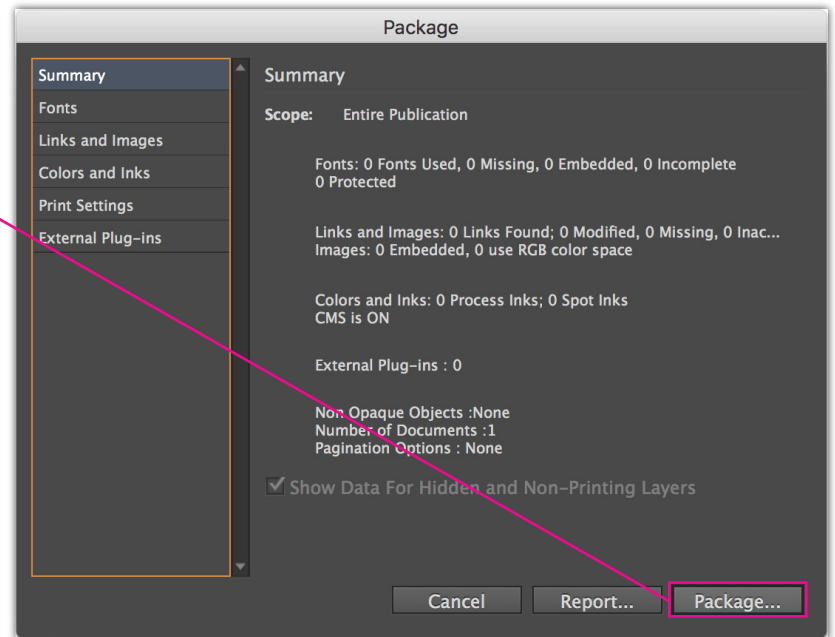 Package
Summary
Fonts
Links and Images
Colors and Inks
Print Settings
External Plug-ins
Summary
Scope: Entire Publication
Fonts: 0 Fonts Used, 0 Missing, 0 Embedded, 0 Incomplete
0 Protected
Links and Images: 0 Links Found; 0 Modified, 0 Missing, 0 Inac...
Images: 0 Embedded, 0 use RGB color space
Colors and Inks: 0 Process Inks; 0 Spot Inks
CMS is ON
External Plug-ins : 0
Non Opaque Objects :None
Number of Documents :1
Pagination Options : None
Show Data For Hidden and Non-Printing Layers
Cancel Report... Package...